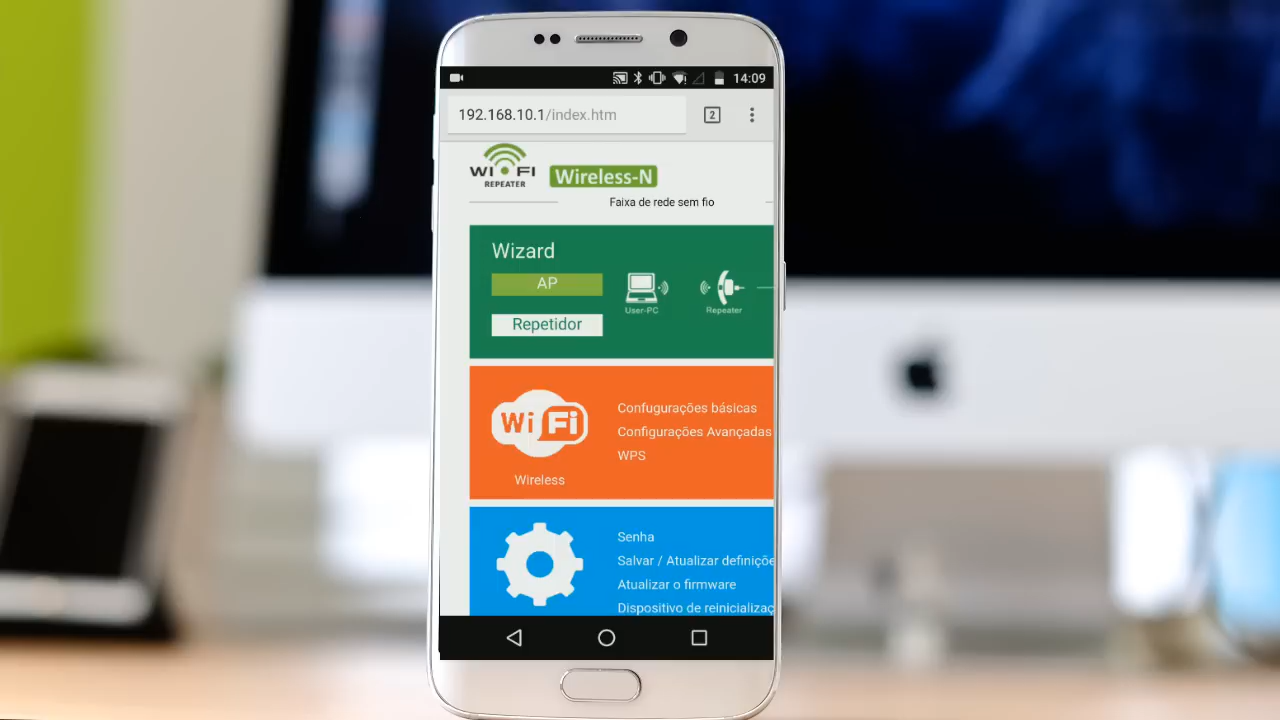 14:09
192.168.10.1/index.htm
2
WI FI
REPEATER
Wireless-N
Faixa de rede sem fio
Wizard
AP
Repetidor
User-PC
Repeater
Wi Fi
Wireless
Confugurações básicas
Configurações Avançadas
WPS
Senha
Salvar / Atualizar definiçõe
Atualizar o firmware
Dispositivo de reinicializaç